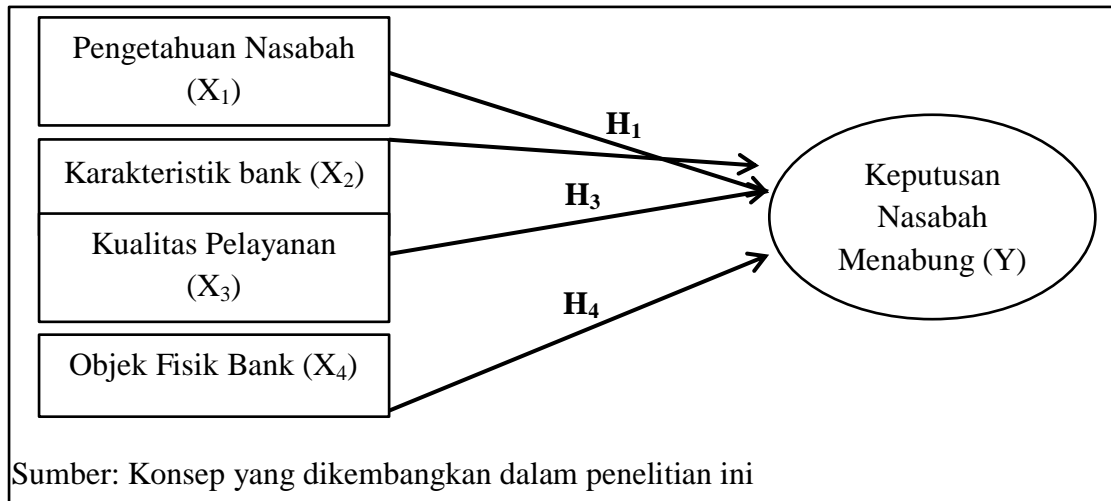 Pengetahuan Nasabah
(X₁)
Karakteristik bank (X₂)
Kualitas Pelayanan
(X₃)
Objek Fisik Bank (X₄)
H₁
H₃
H₄
Keputusan
Nasabah
Menabung (Y)
Sumber: Konsep yang dikembangkan dalam penelitian ini